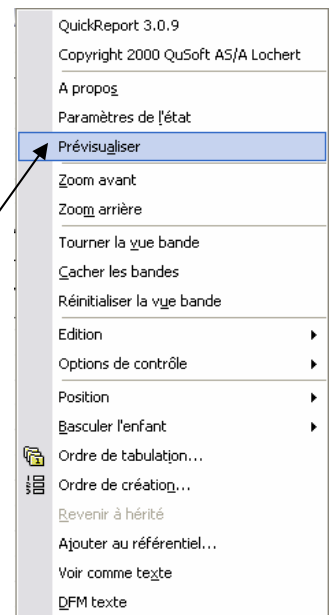 QuickReport 3.0.9
Copyright 2000 QuSoft AS/A Lochert
A propos
Paramètres de l'état
Prévisualiser
Zoom avant
Zoom arrière
Tourner la vue bande
Cacher les bandes
Réinitialiser la vue bande
Edition
Options de contrôle
Position
Basculer l'enfant
Ordre de tabulation...
Ordre de création...
Revenir à hérité
Ajouter au référentiel...
Voir comme texte
DFM texte